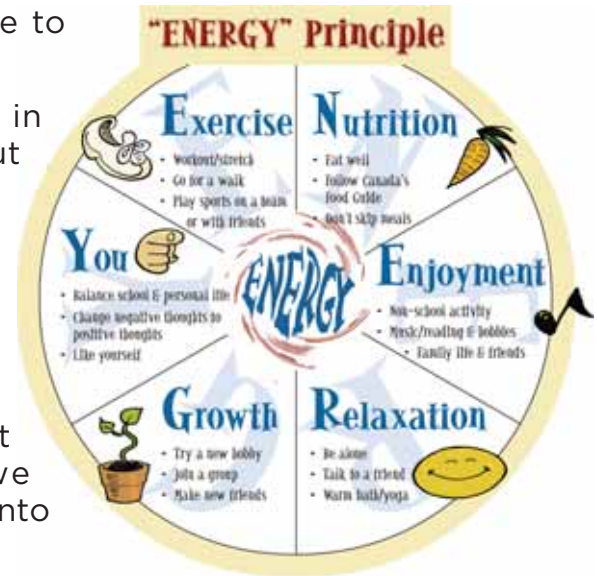 e to
in
ut
t
ve
nto
"ENERGY" Principle
Exercise
• Workout/stretch
• Go for a walk
• Play sports on a team
or with friends
Nutrition
• Eat well
• Follow Canada's
Food Guide
• Don't skip meals
Enjoyment
• Non-school activity
• Music/reading & hobbies
• Family life & friends
Relaxation
• Be alone
• Talk to a friend
• Warm bath/yoga
Growth
• Try a new hobby
• Join a group
• Make new friends
You
• Balance school & personal life
• Change negative thoughts to
positive thoughts
• Like yourself
ENERGY